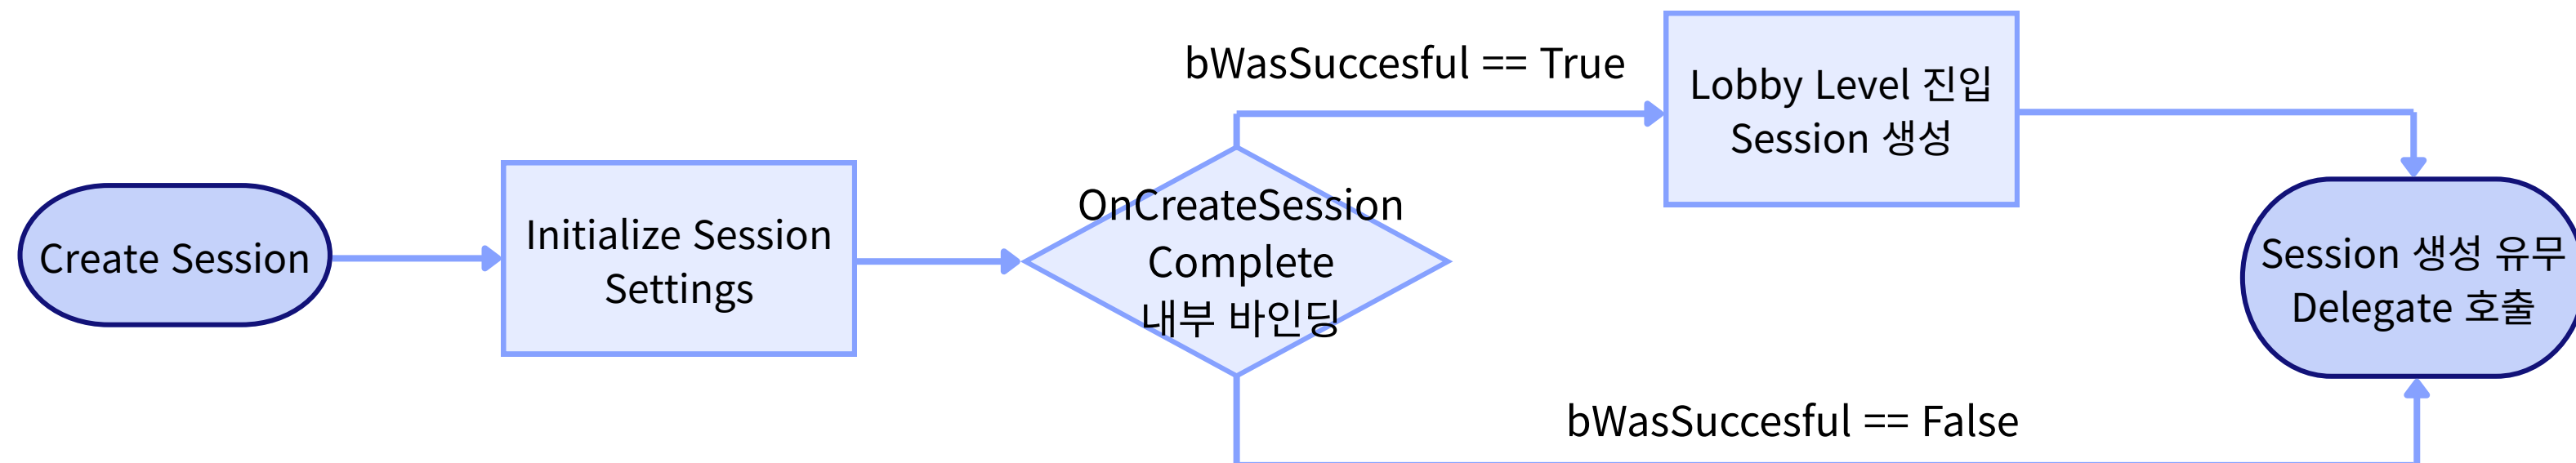 Create Session
Initialize Session
Settings
OnCreateSession
Complete
내부 바인딩
bWasSuccesful == True
Lobby Level 진입
Session 생성
bWasSuccesful == False
Session 생성 유무
Delegate 호출